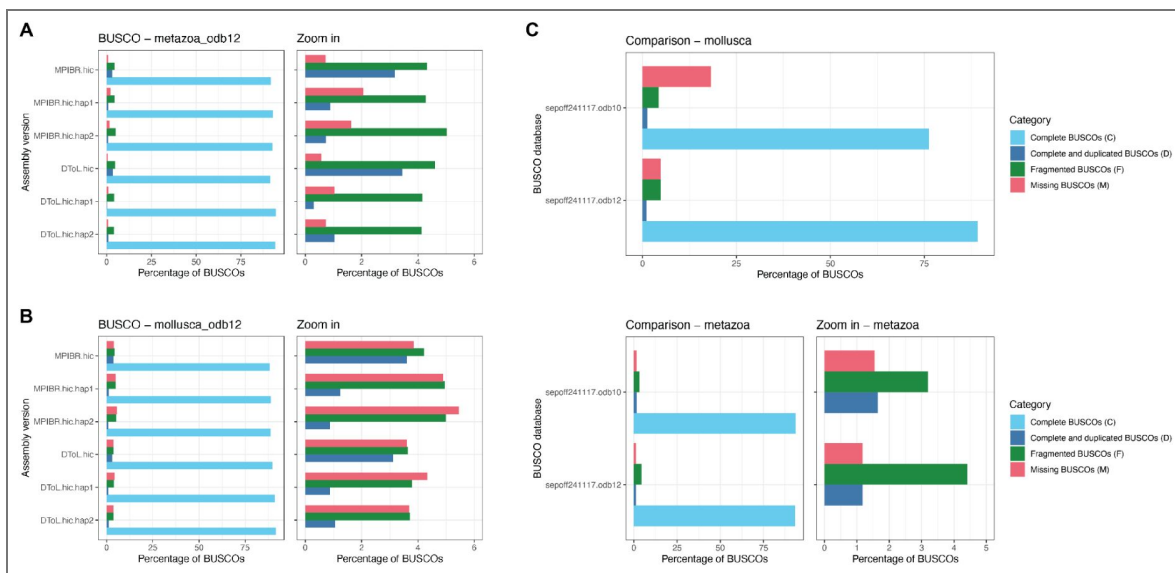 A
BUSCO – metazoa_odb12
Zoom in
Assembly version
MPIBR.hic
MPIBR.hic.hap1
MPIBR.hic.hap2
DToL.hic
DToL.hic.hap1
DToL.hic.hap2
0 25 50 75
0 2 4 6
Percentage of BUSCOs
Percentage of BUSCOs
B
BUSCO – mollusca_odb12
Zoom in
Assembly version
MPIBR.hic
MPIBR.hic.hap1
MPIBR.hic.hap2
DToL.hic
DToL.hic.hap1
DToL.hic.hap2
0 25 50 75
0 2 4 6
Percentage of BUSCOs
Percentage of BUSCOs
C
Comparison – mollusca
BUSCO database
sepoff241117.odb10
sepoff241117.odb12
0 25 50 75
Percentage of BUSCOs
Category
Complete BUSCOs (C)
Complete and duplicated BUSCOs (D)
Fragmented BUSCOs (F)
Missing BUSCOs (M)
Comparison – metazoa
Zoom in – metazoa
BUSCO database
sepoff241117.odb10
sepoff241117.odb12
0 25 50 75
0 1 2 3 4 5
Percentage of BUSCOs
Percentage of BUSCOs
Category
Complete BUSCOs (C)
Complete and duplicated BUSCOs (D)
Fragmented BUSCOs (F)
Missing BUSCOs (M)